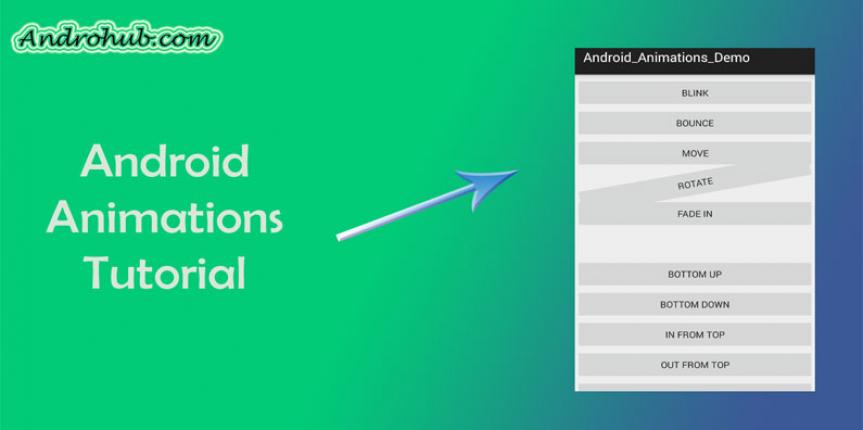 Androhub.com
Android
Animations
Tutorial
Android_Animations_Demo
BLINK
BOUNCE
MOVE
ROTATE
FADE IN
BOTTOM UP
BOTTOM DOWN
IN FROM TOP
OUT FROM TOP